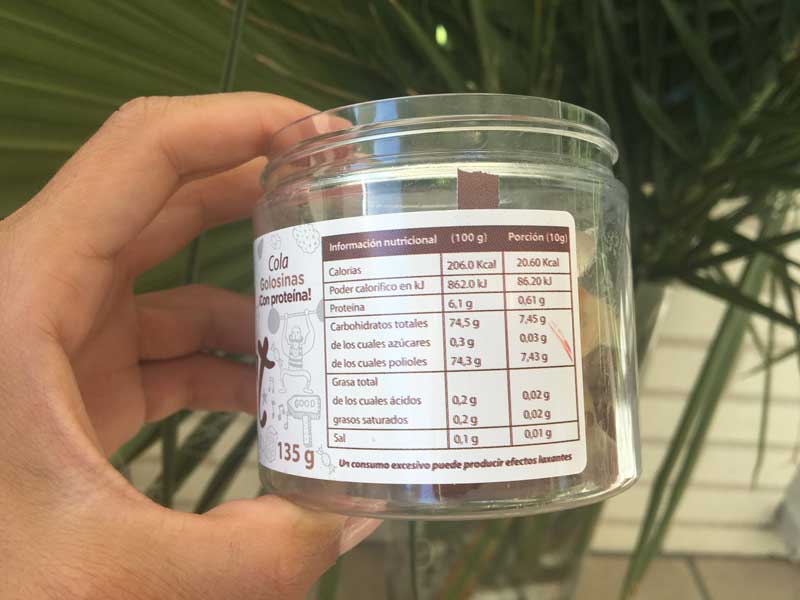 Cola
Golosinas
¡Con proteína!
GOOD
135 g
Información nutricional (100 g) Porción (10g)
Calorías 206.0 Kcal 20.60 Kcal
Poder calorífico en kJ 862.0 kJ 86.20 kJ
Proteína 6,1 g 0,61 g
Carbohidratos totales 74,5 g 7,45 g
de los cuales azúcares 0,3 g 0,03 g
de los cuales polioles 74,3 g 7,43 g
Grasa total
de los cuales ácidos 0,2 g 0,02 g
grasos saturados 0,2 g 0,02 g
Sal 0,1 g 0,01 g
Un consumo excesivo puede producir efectos laxantes